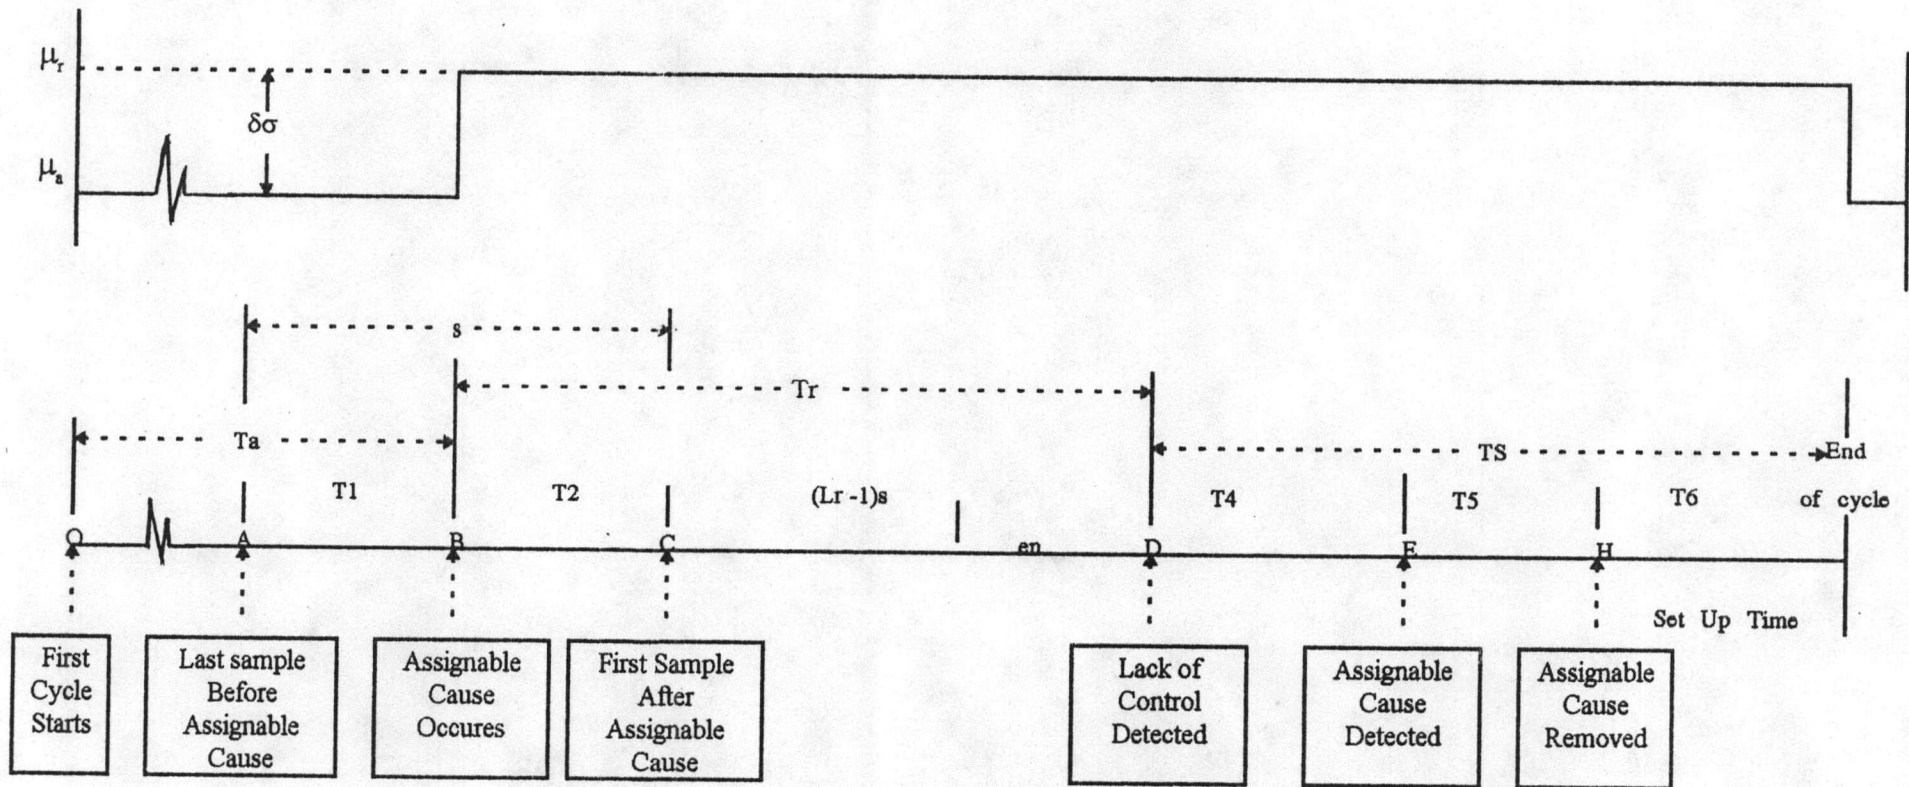 μr
δσ
μa
s
Tr
Ta
TS
End
of cycle
T1
T2
(Lr -1)s
T4
T5
T6
O
A
B
C
en
D
E
H
Set Up Time
First
Cycle
Starts
Last sample
Before
Assignable
Cause
Assignable
Cause
Occures
First Sample
After
Assignable
Cause
Lack of
Control
Detected
Assignable
Cause
Detected
Assignable
Cause
Removed